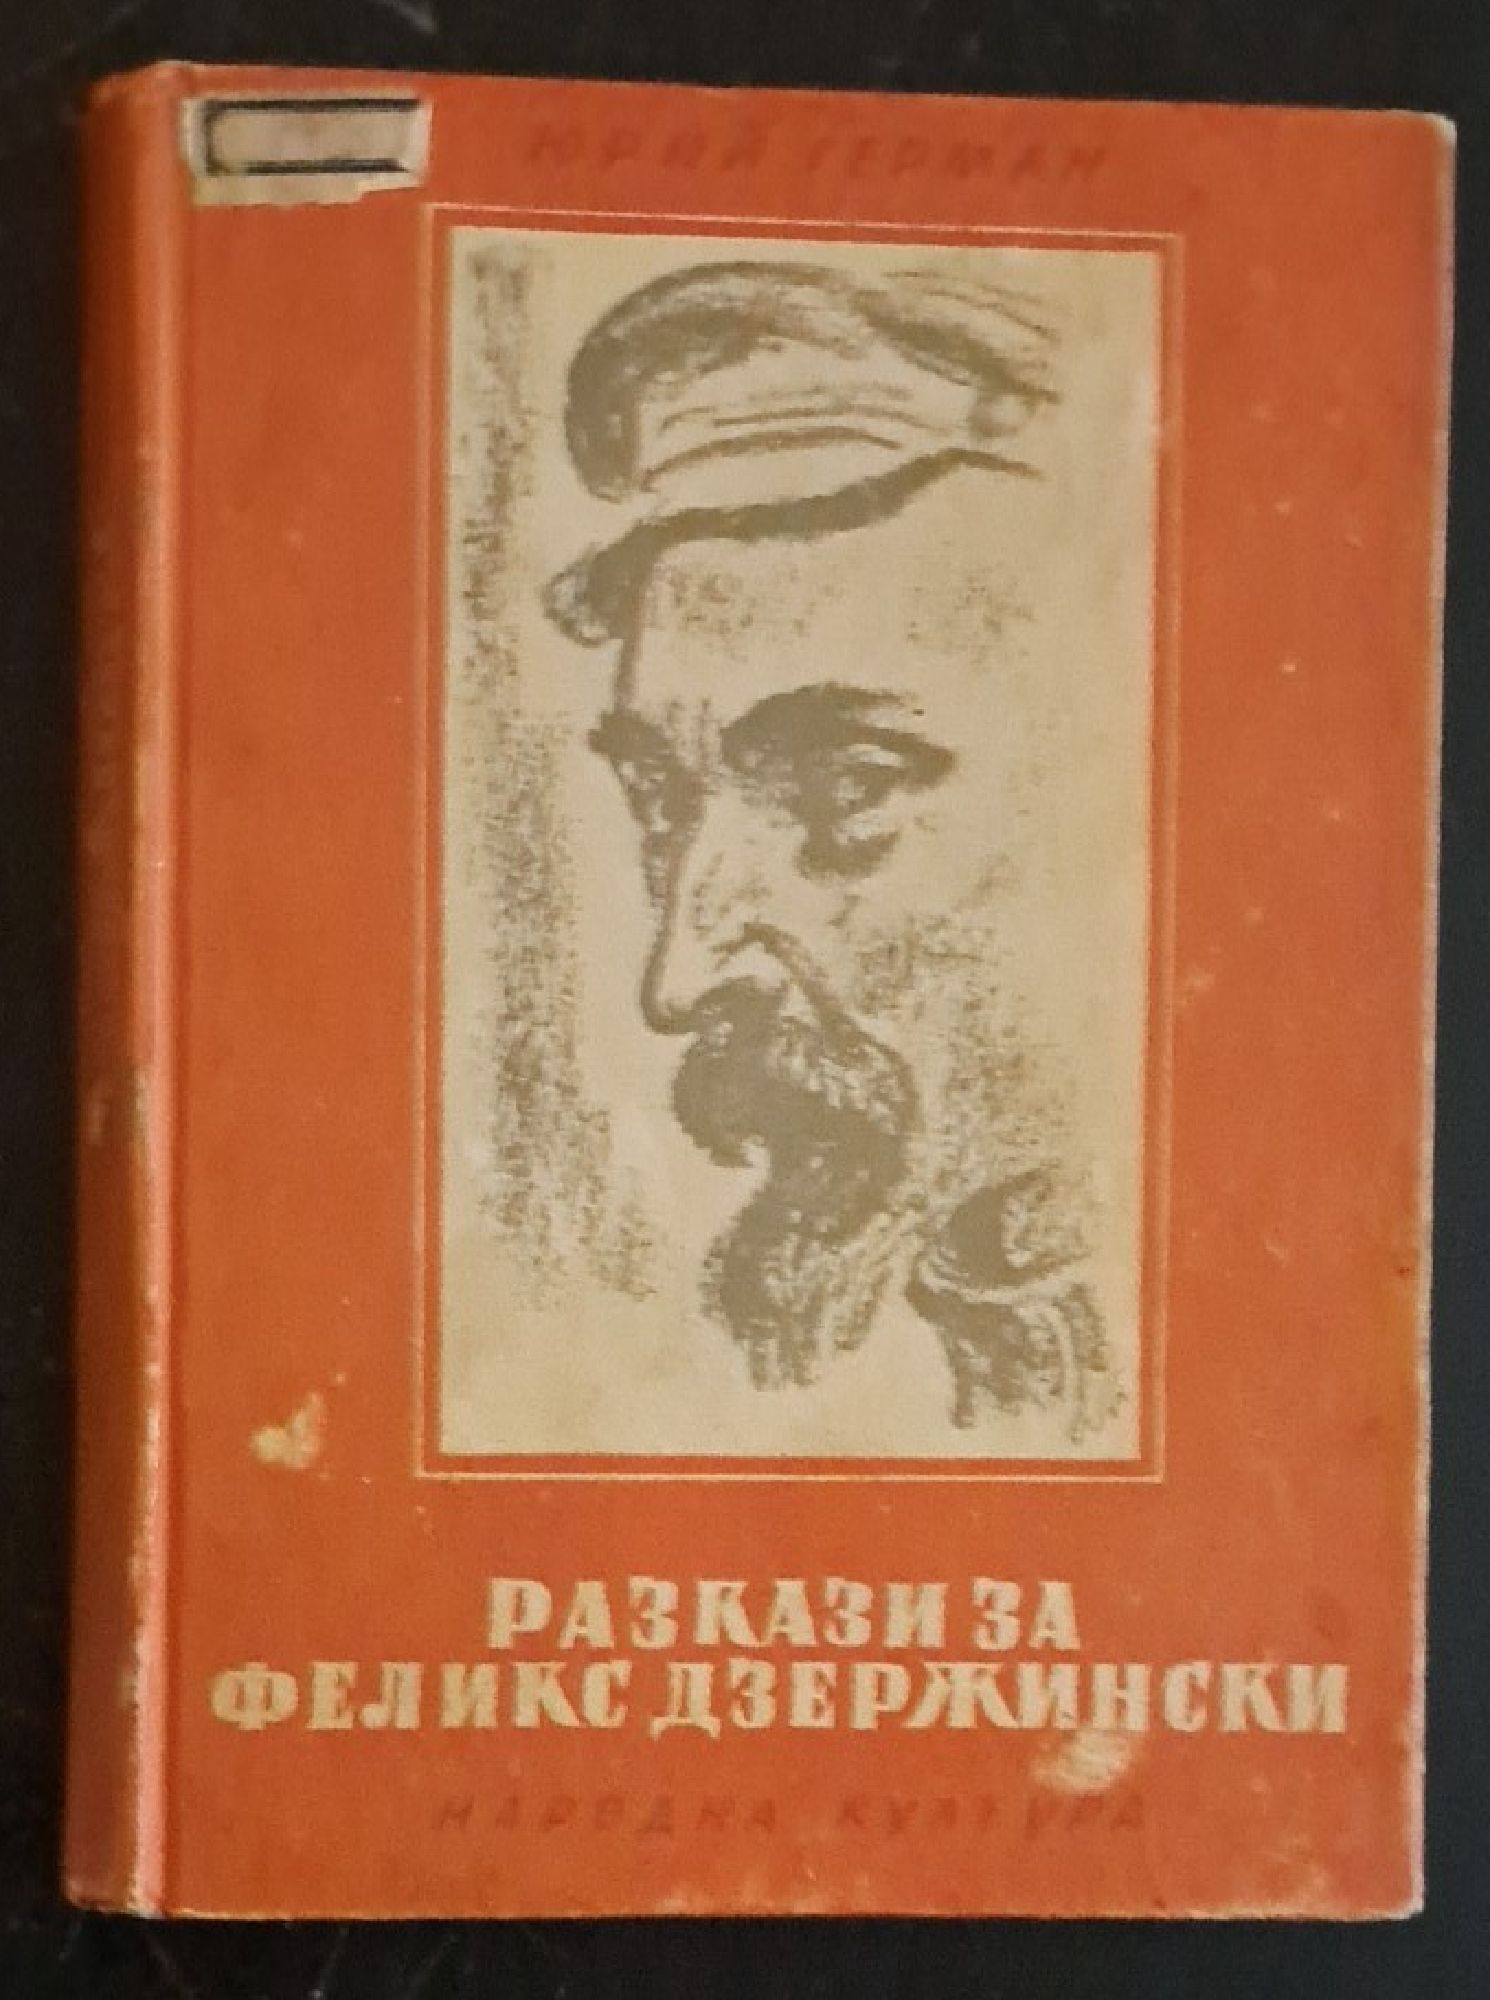 ЮРИЙ ГЕРМАН
РАЗКАЗИ ЗА
ФЕЛИКС ДЗЕРЖИНСКИ
НАРОДНА КУЛТУРА